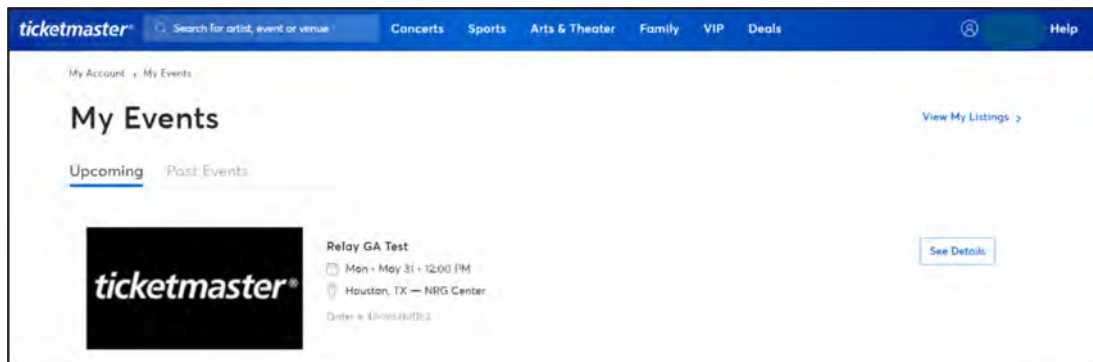 ticketmaster® Search for artist, event or venue Concerts Sports Arts & Theater Family VIP Deals Help
My Account › My Events
My Events
View My Listings ›
Upcoming Past Events
ticketmaster®
Relay GA Test
Mon • May 31 • 12:00 PM
Houston, TX — NRG Center
Order #
See Details